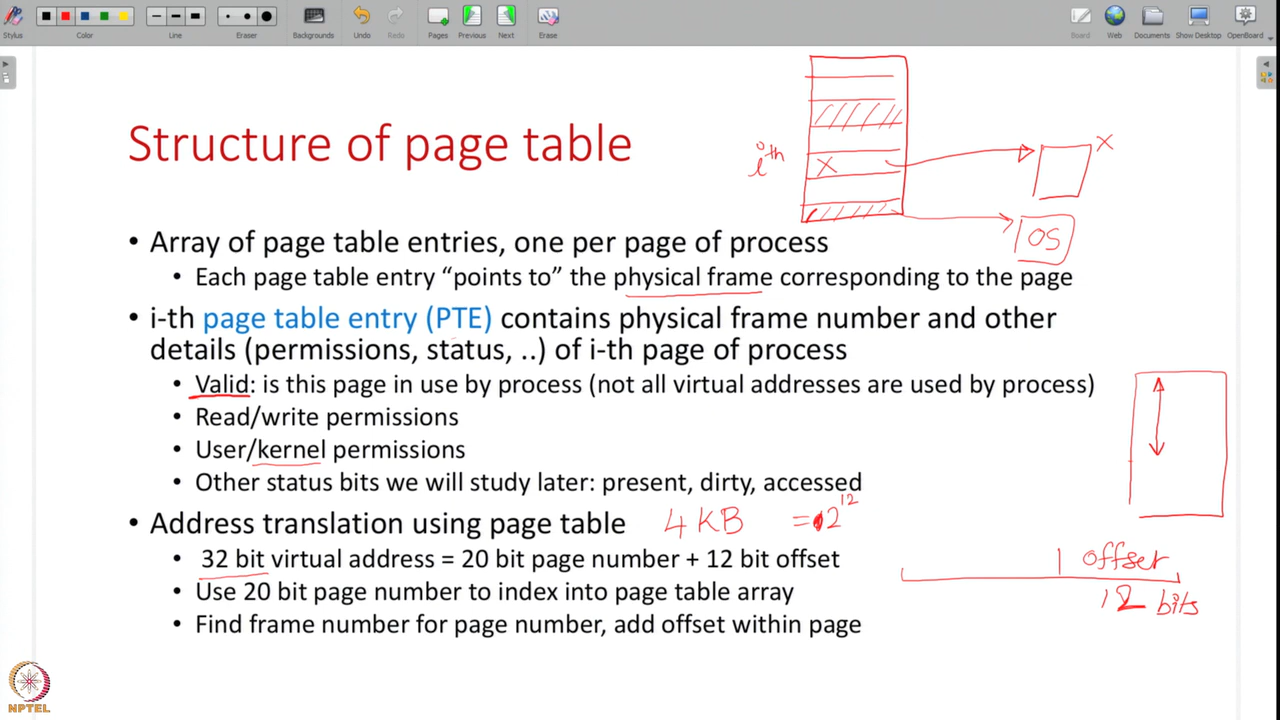 Stylus
Color
Line
Eraser
Backgrounds
Undo
Redo
Pages
Previous
Next
Erase
Board
Web
Documents
Show Desktop
OpenBoard
Structure of page table
i th
X
X
OS
• Array of page table entries, one per page of process
• Each page table entry “points to” the physical frame corresponding to the page
• i-th page table entry (PTE) contains physical frame number and other
details (permissions, status, ..) of i-th page of process
• Valid: is this page in use by process (not all virtual addresses are used by process)
• Read/write permissions
• User/kernel permissions
• Other status bits we will study later: present, dirty, accessed
• Address translation using page table
4 KB = 2^12
• 32 bit virtual address = 20 bit page number + 12 bit offset
offset
12 bits
• Use 20 bit page number to index into page table array
• Find frame number for page number, add offset within page
NPTEL